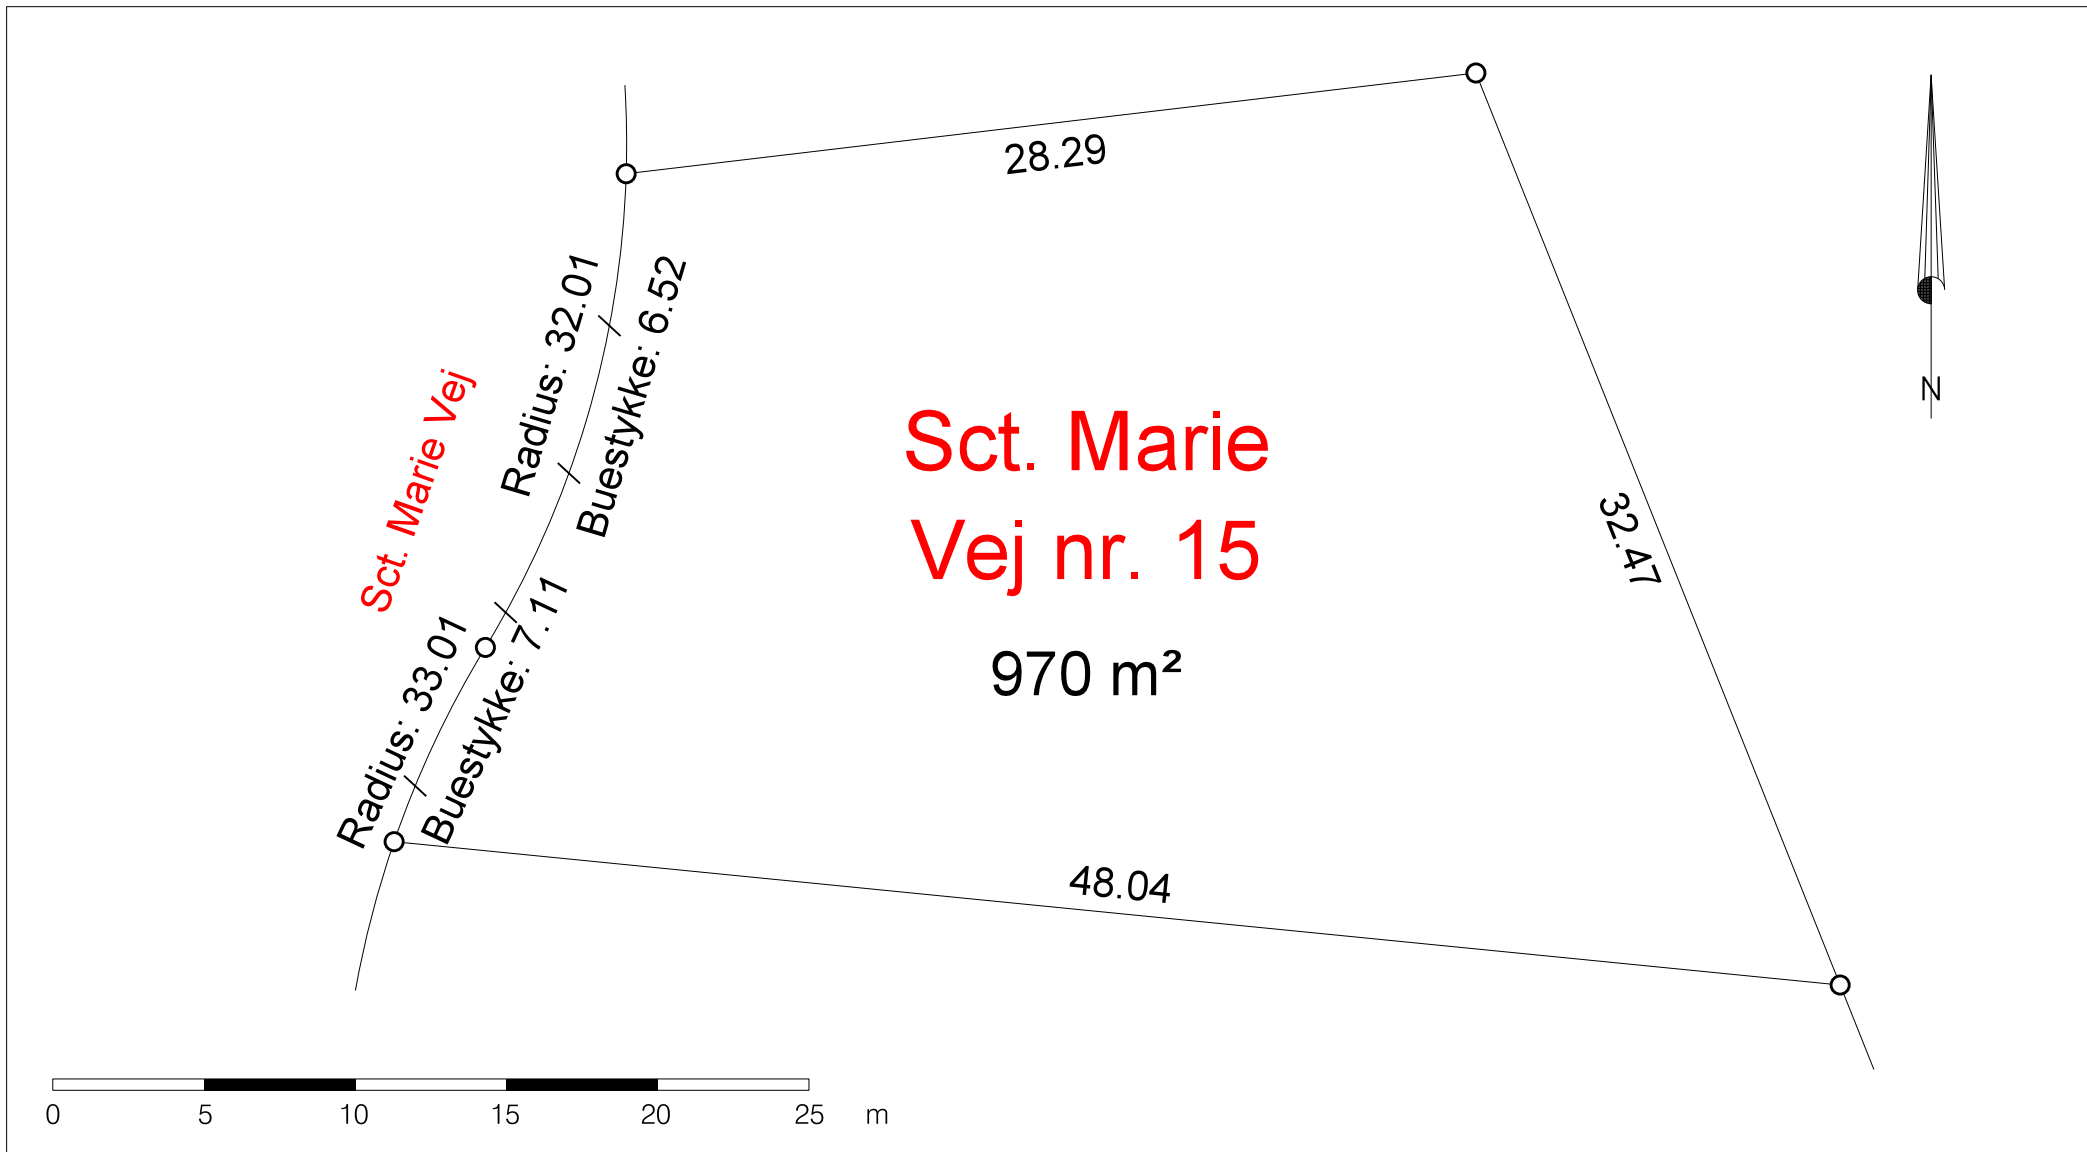 28.29
Radius: 32.01
Buestykke: 6.52
Sct. Marie Vej
N
Sct. Marie
Vej nr. 15
32.47
970 m²
Radius: 33.01
Buestykke: 7.11
48.04
0 5 10 15 20 25 m